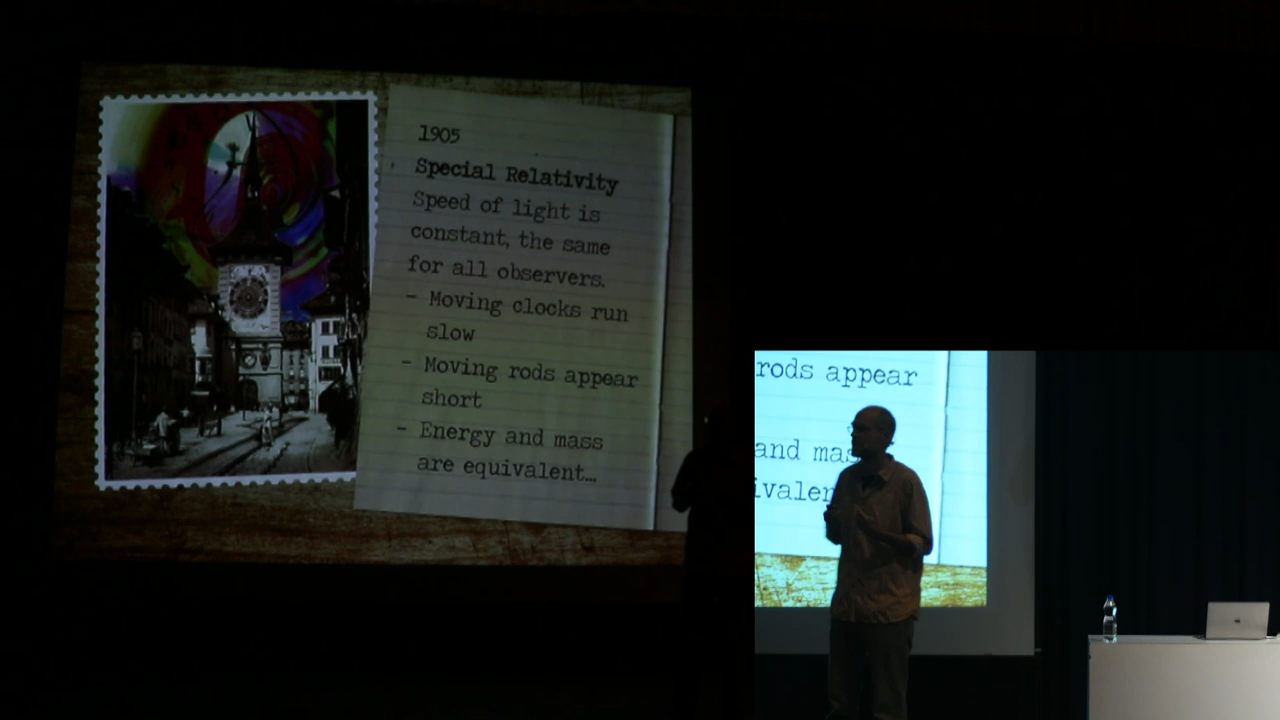 1905
Special Relativity
Speed of light is
constant, the same
for all observers.
- Moving clocks run
slow
- Moving rods appear
short
- Energy and mass
are equivalent...
rods appear
and mas